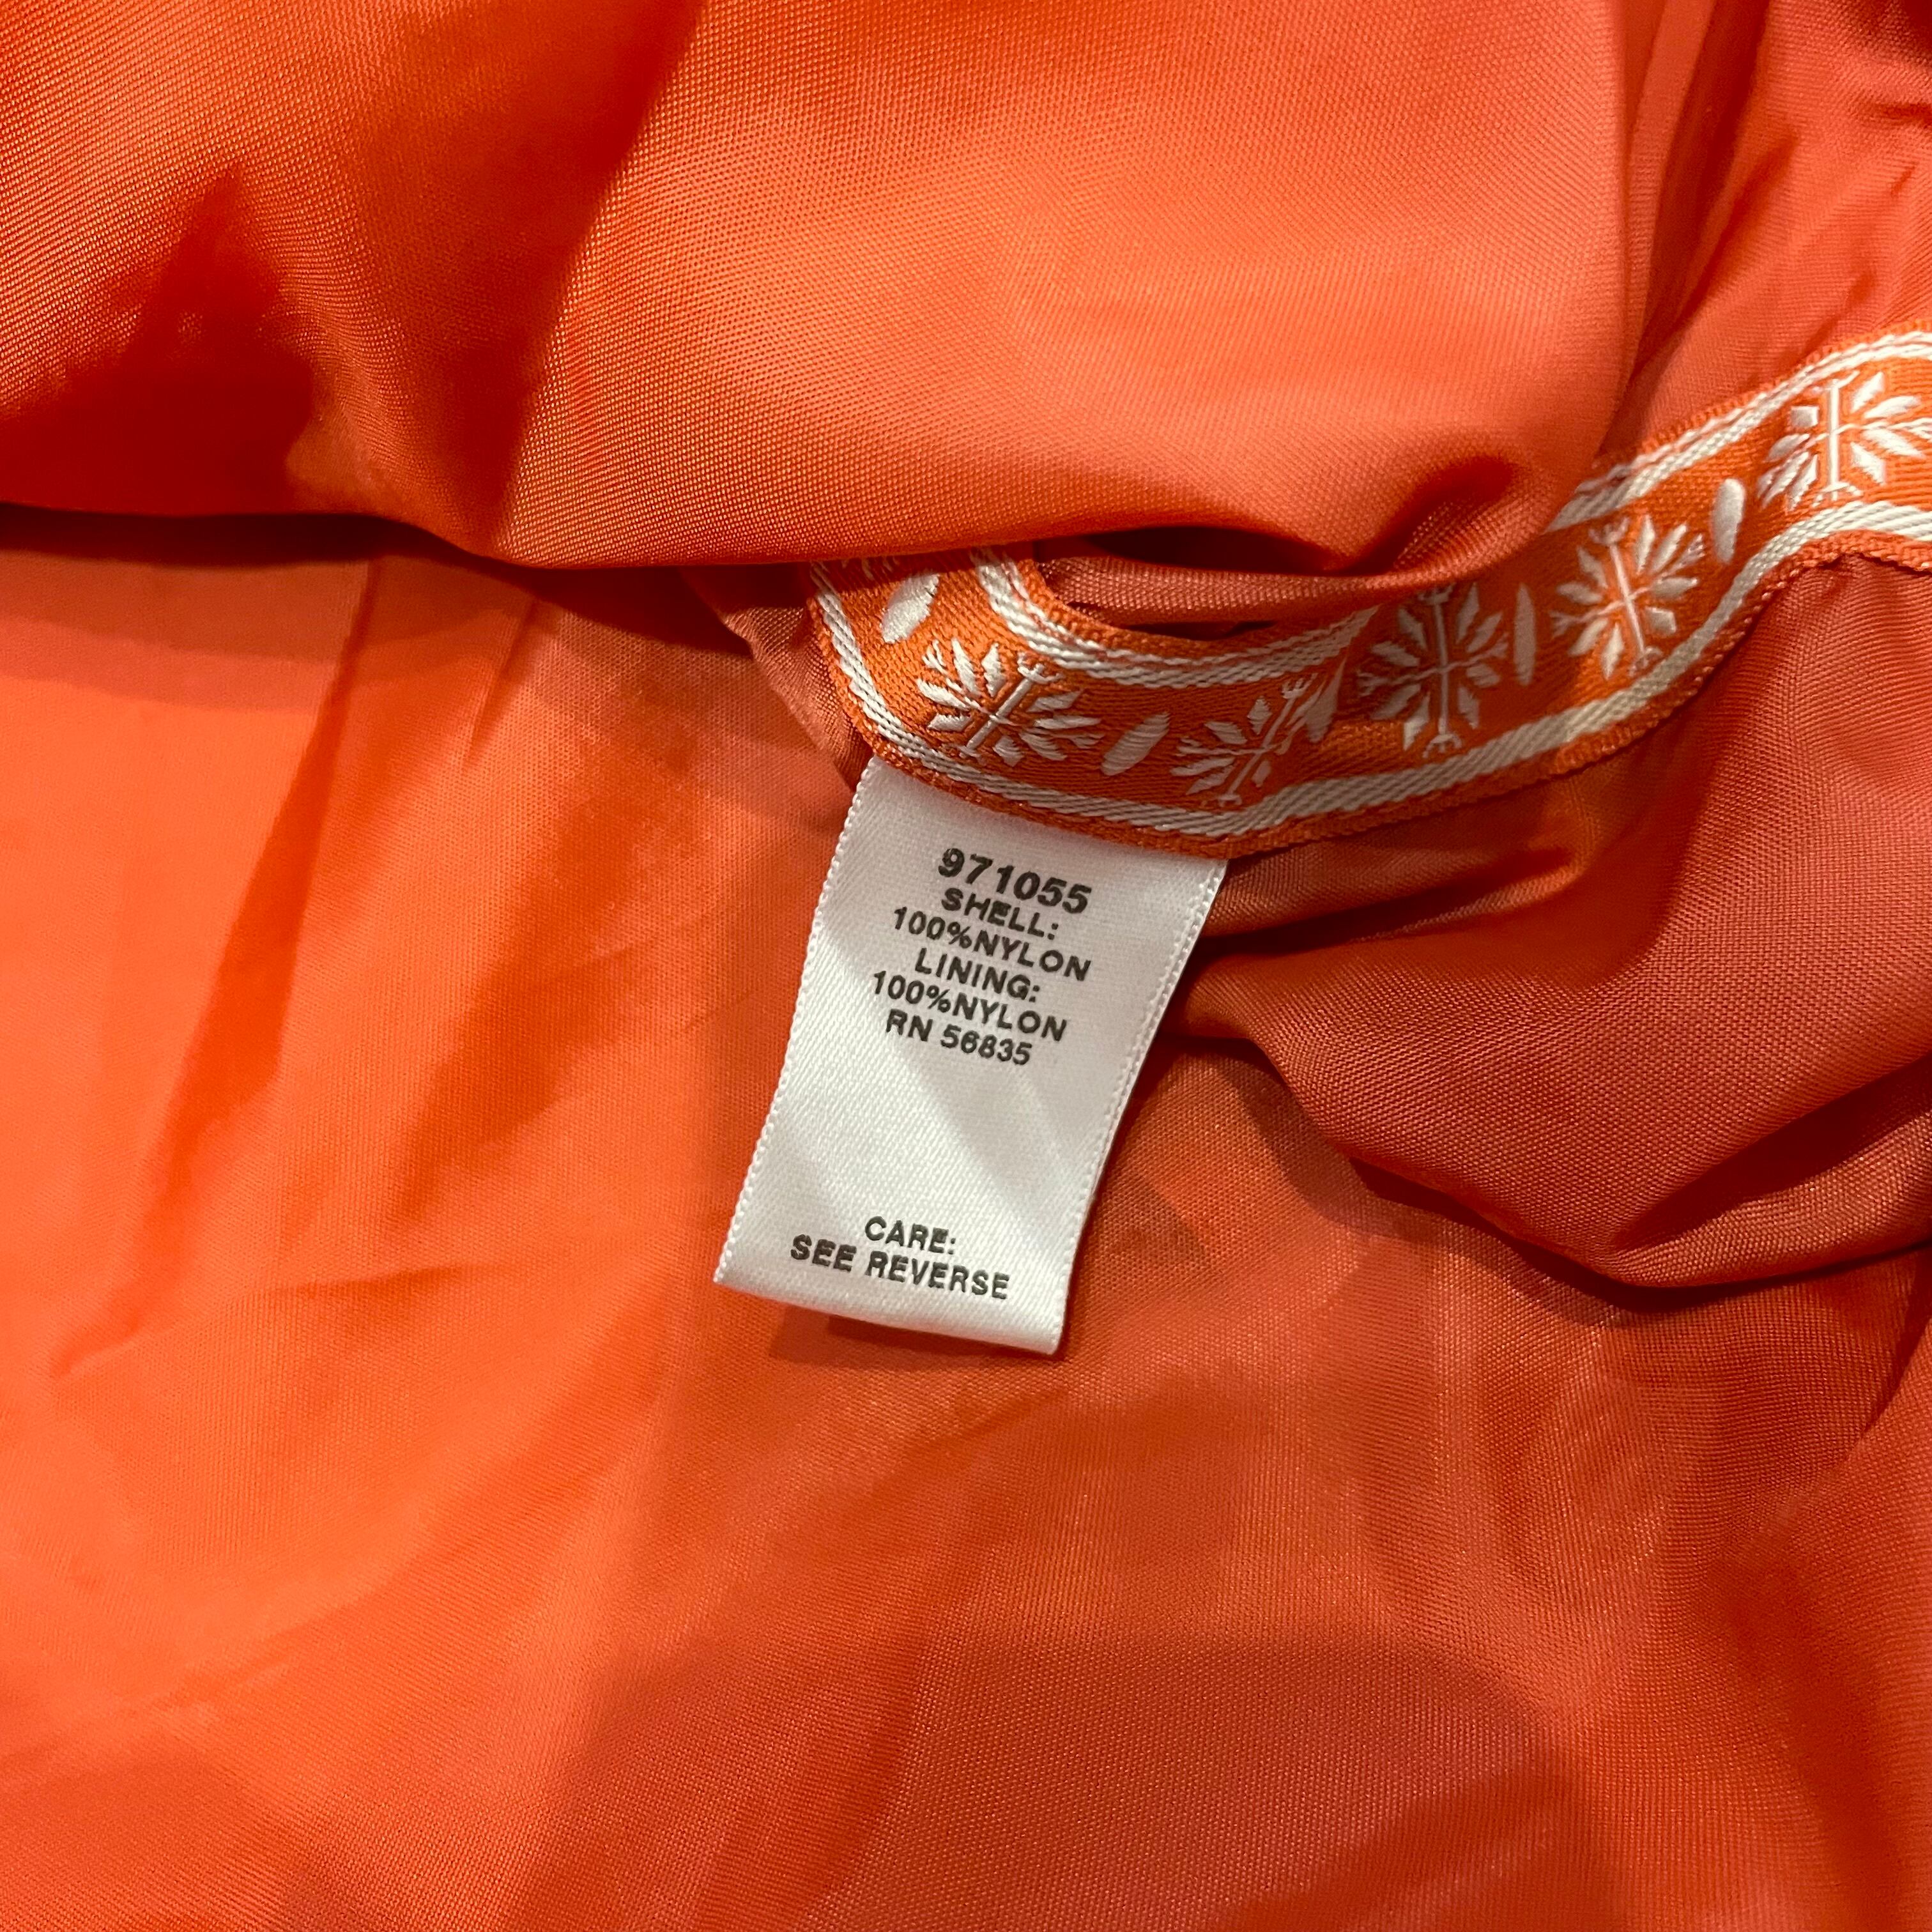 971055
SHELL:
100%NYLON
LINING:
100%NYLON
RN 56835
CARE:
SEE REVERSE